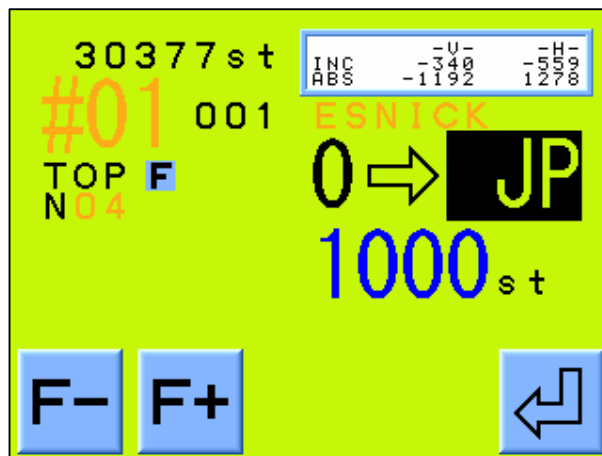 30377st
-V- -H-
INC -340 -559
ABS -1192 1278
#01 001 ESNICK
TOP F 0 JP
N04
1000st
F- F+